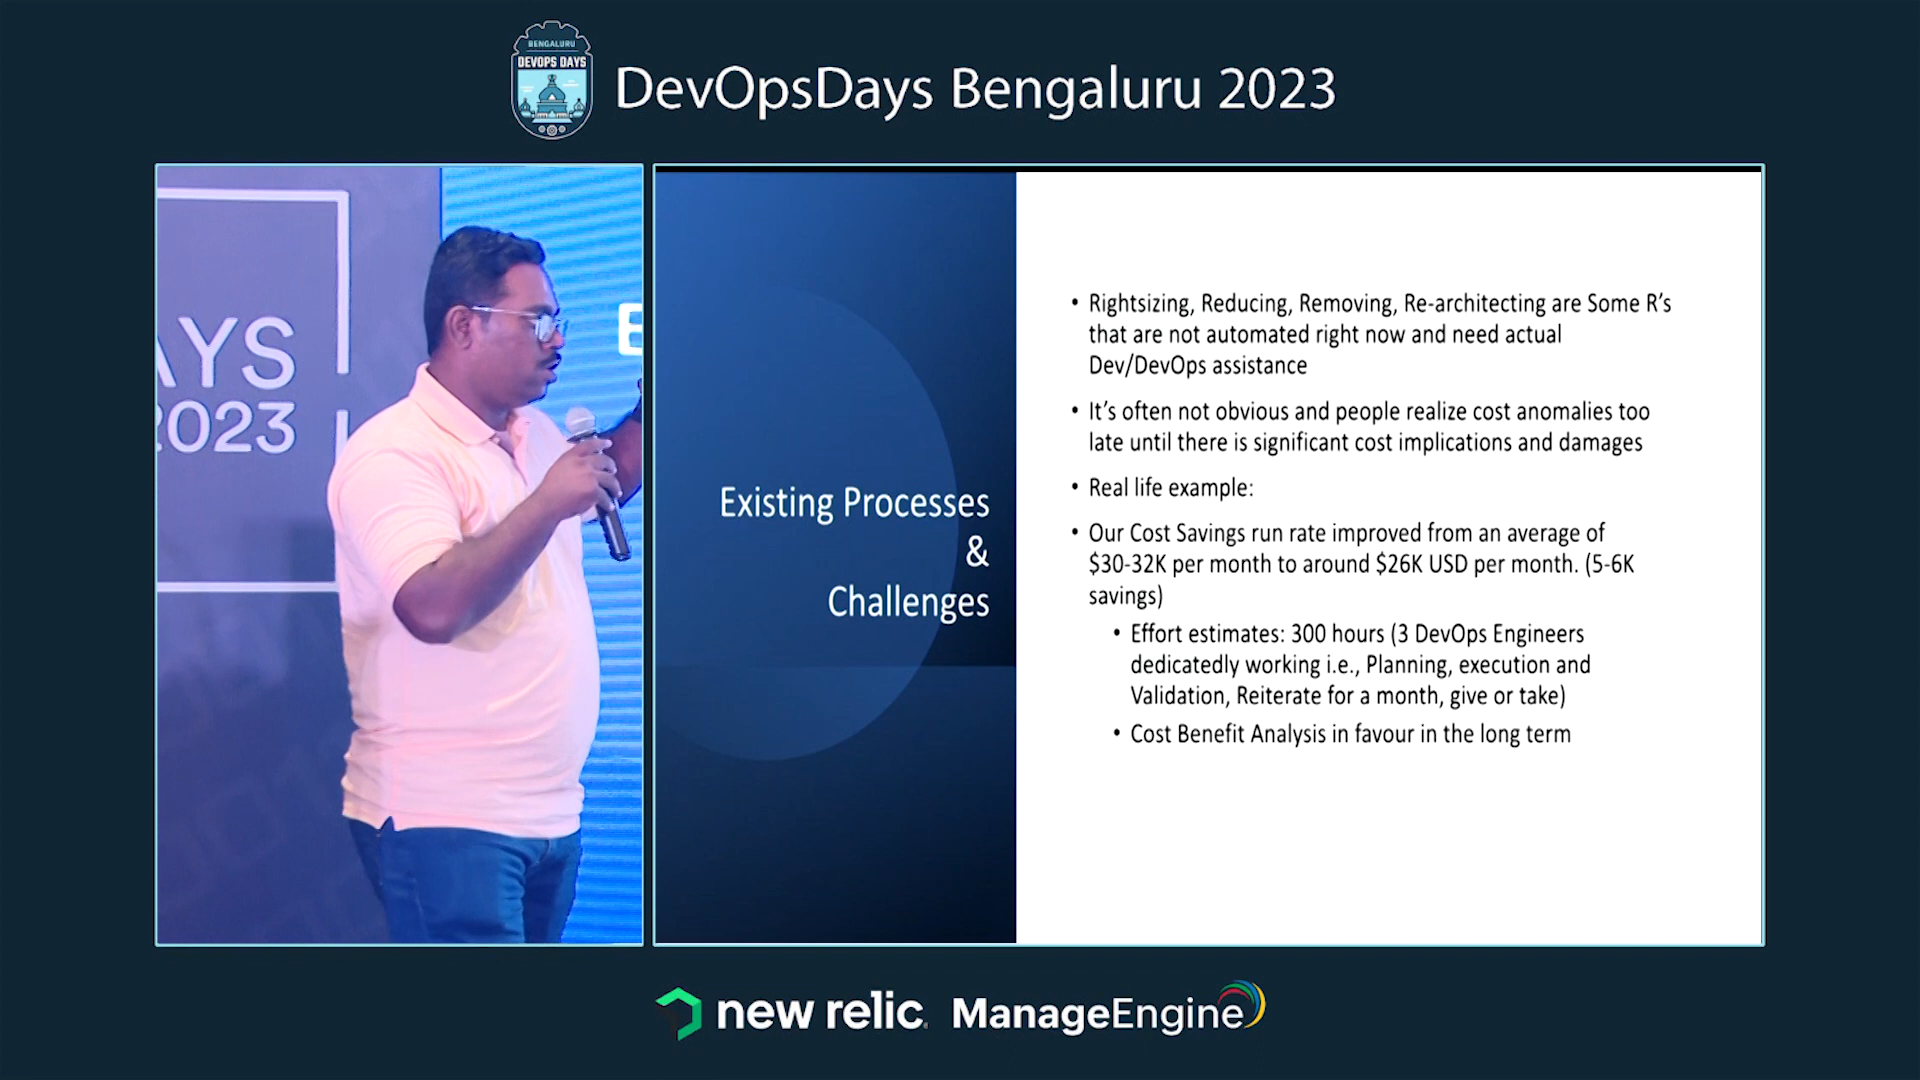 BENGALURU
DEVOPS DAYS
DevOpsDays Bengaluru 2023
AYS
2023
E
Existing Processes
&
Challenges
• Rightsizing, Reducing, Removing, Re-architecting are Some R's
that are not automated right now and need actual
Dev/DevOps assistance
• It's often not obvious and people realize cost anomalies too
late until there is significant cost implications and damages
• Real life example:
• Our Cost Savings run rate improved from an average of
$30-32K per month to around $26K USD per month. (5-6K
savings)
• Effort estimates: 300 hours (3 DevOps Engineers
dedicatedly working i.e., Planning, execution and
Validation, Reiterate for a month, give or take)
• Cost Benefit Analysis in favour in the long term
new relic
ManageEngine